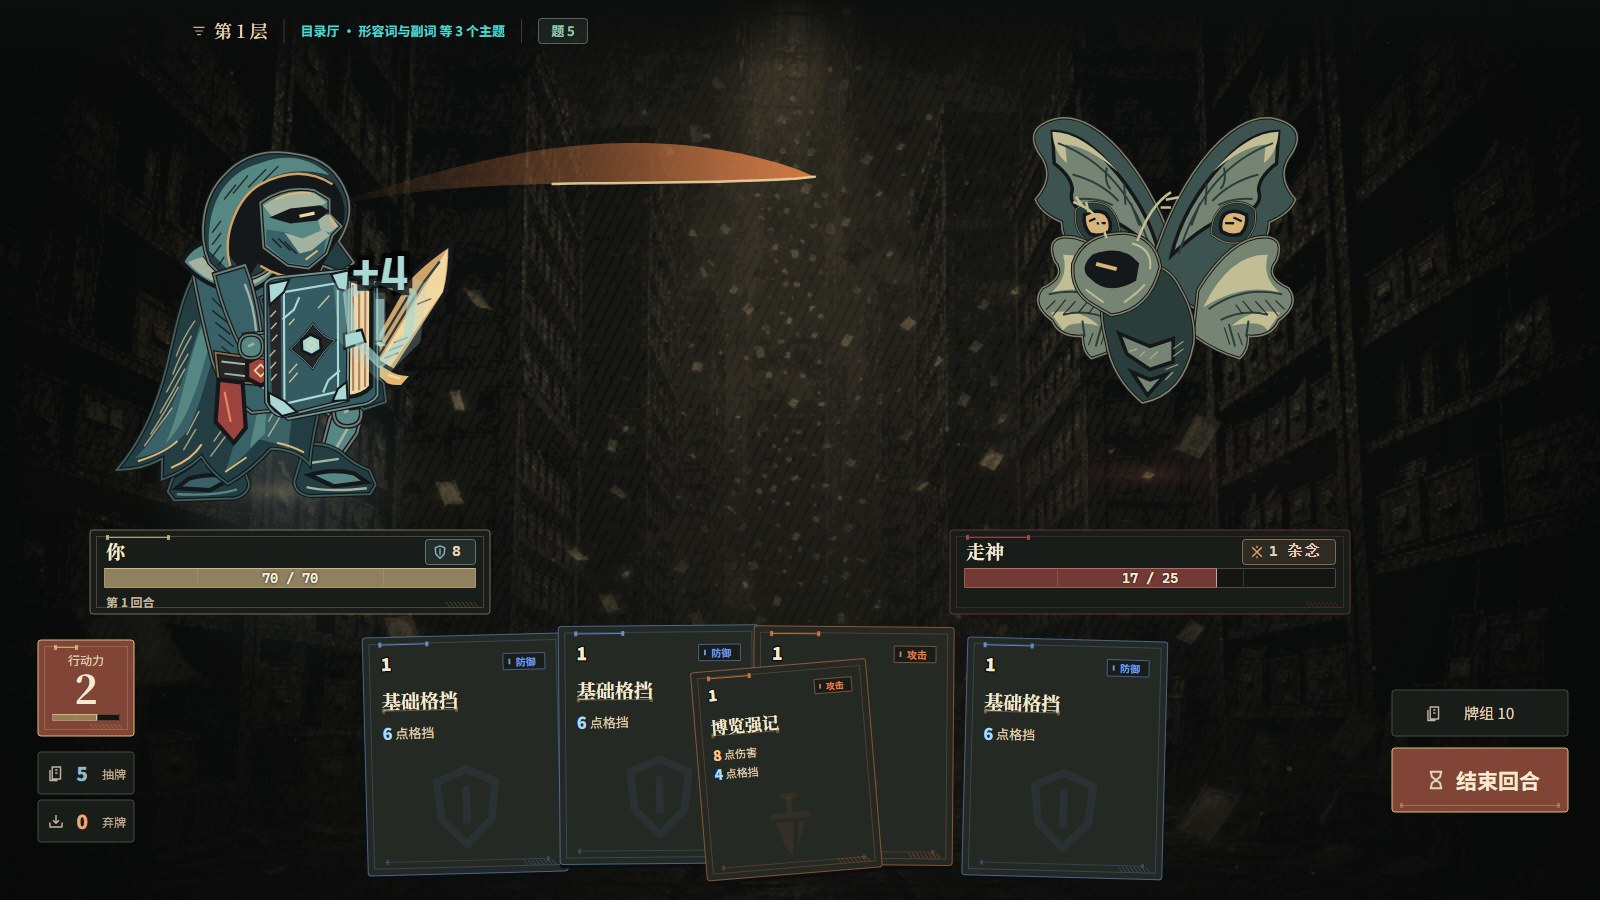 第 1 层
目录厅 · 形容词与副词 等 3 个主题
题 5
+4
你
8
70 / 70
第 1 回合
走神
1 杂念
17 / 25
行动力
2
5 抽牌
0 弃牌
1 防御
基础格挡
6 点格挡
1 防御
基础格挡
6 点格挡
1 攻击
1 攻击
博览强记
8 点伤害
4 点格挡
1 防御
基础格挡
6 点格挡
牌组 10
结束回合